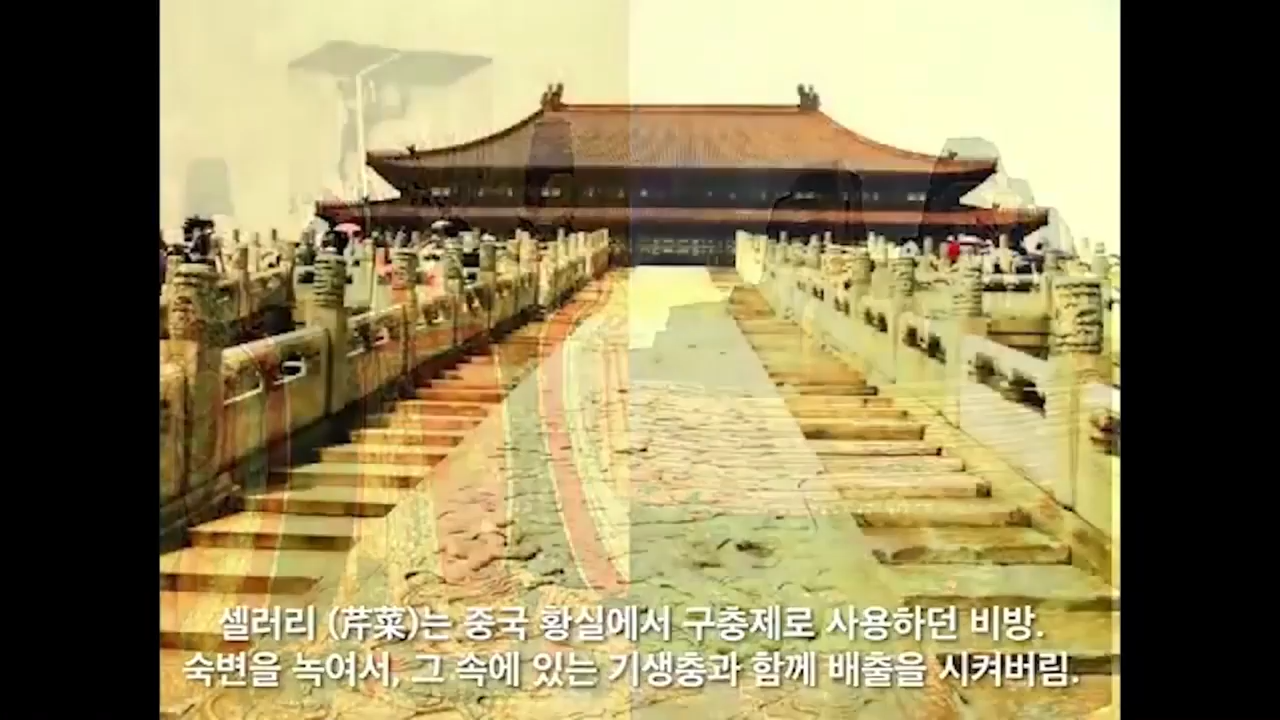 셀러리 (芹菜)는 중국 황실에서 구충제로 사용하던 비방.
숙변을 녹여서, 그 속에 있는 기생충과 함께 배출을 시켜버림.